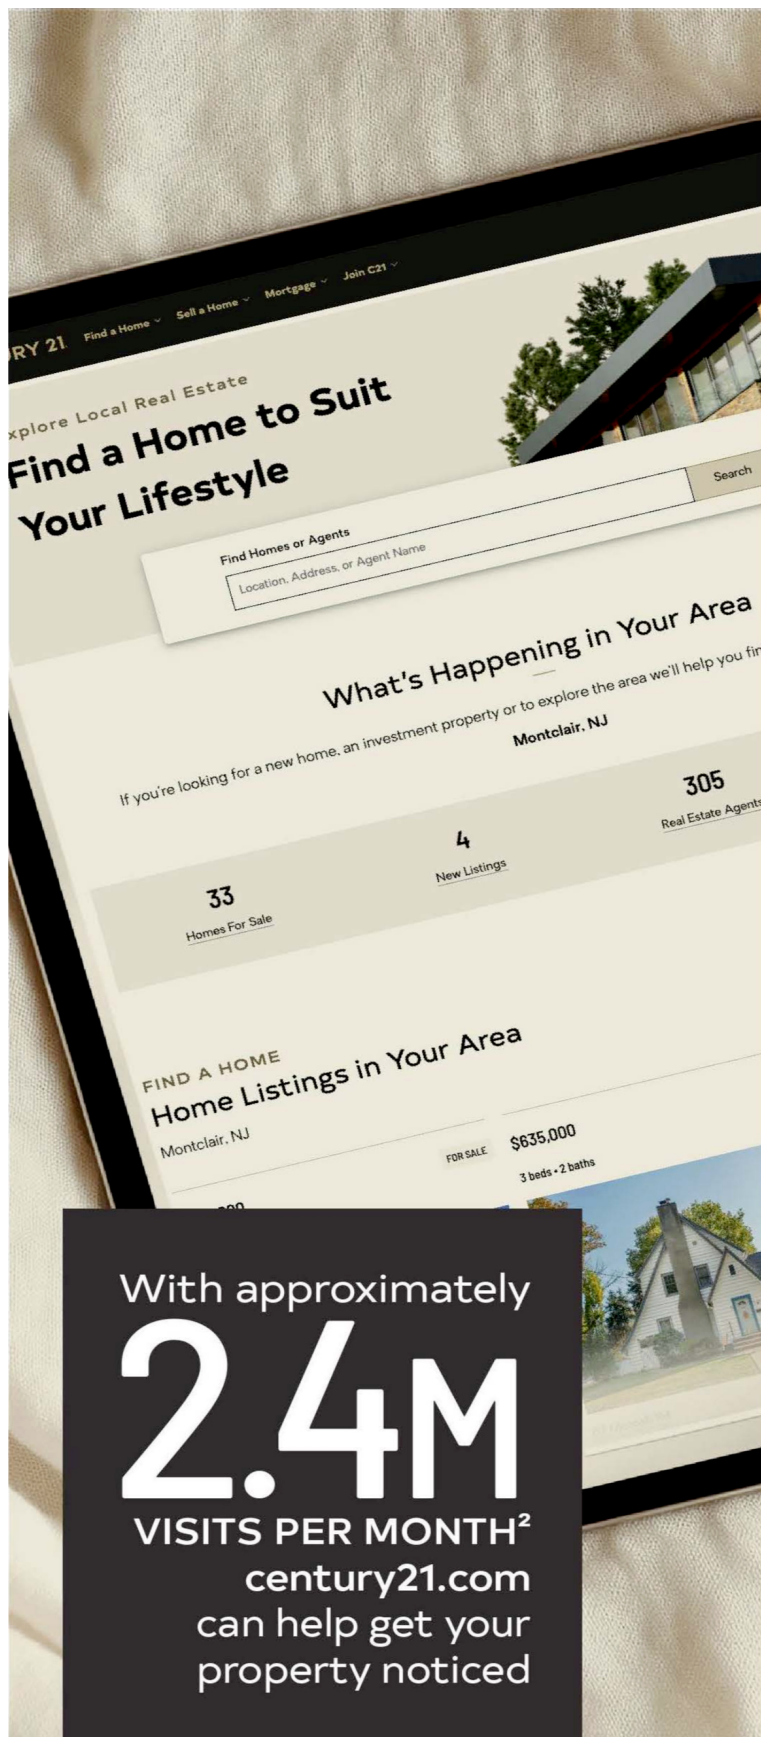 RY 21 Find a Home Sell a Home Mortgage Join C21
xplore Local Real Estate
Find a Home to Suit
Your Lifestyle
Find Homes or Agents
Location, Address, or Agent Name
Search
What's Happening in Your Area
If you're looking for a new home, an investment property or to explore the area we'll help you fin
Montclair, NJ
33
Homes For Sale
4
New Listings
305
Real Estate Agents
FIND A HOME
Home Listings in Your Area
Montclair, NJ
FOR SALE
$635,000
3 beds • 2 baths
With approximately
2.4M
VISITS PER MONTH²
century21.com
can help get your
property noticed